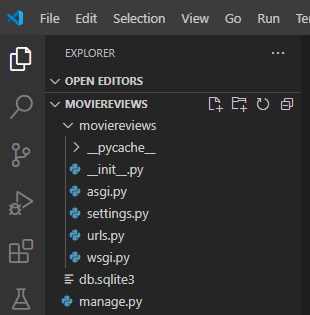 File Edit Selection View Go Run Ter
EXPLORER ...
OPEN EDITORS
MOVIEREVIEWS
moviereviews
__pycache__
__init__.py
asgi.py
settings.py
urls.py
wsgi.py
db.sqlite3
manage.py